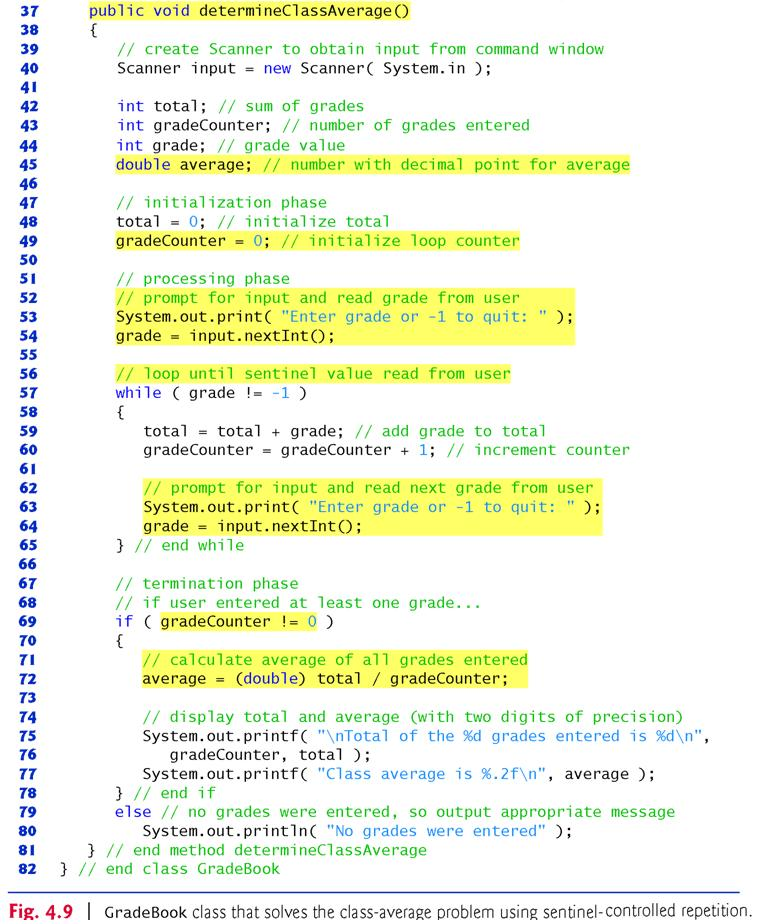 37 public void determineClassAverage()
38 {
39 // create Scanner to obtain input from command window
40 Scanner input = new Scanner( System.in );
41
42 int total; // sum of grades
43 int gradeCounter; // number of grades entered
44 int grade; // grade value
45 double average; // number with decimal point for average
46
47 // initialization phase
48 total = 0; // initialize total
49 gradeCounter = 0; // initialize loop counter
50
51 // processing phase
52 // prompt for input and read grade from user
53 System.out.print( "Enter grade or -1 to quit: " );
54 grade = input.nextInt();
55
56 // loop until sentinel value read from user
57 while ( grade != -1 )
58 {
59 total = total + grade; // add grade to total
60 gradeCounter = gradeCounter + 1; // increment counter
61
62 // prompt for input and read next grade from user
63 System.out.print( "Enter grade or -1 to quit: " );
64 grade = input.nextInt();
65 } // end while
66
67 // termination phase
68 // if user entered at least one grade...
69 if ( gradeCounter != 0 )
70 {
71 // calculate average of all grades entered
72 average = (double) total / gradeCounter;
73
74 // display total and average (with two digits of precision)
75 System.out.printf( "\nTotal of the %d grades entered is %d\n",
76 gradeCounter, total );
77 System.out.printf( "Class average is %.2f\n", average );
78 } // end if
79 else // no grades were entered, so output appropriate message
80 System.out.println( "No grades were entered" );
81 } // end method determineClassAverage
82 } // end class GradeBook
Fig. 4.9 | GradeBook class that solves the class-average problem using sentinel-controlled repetition.